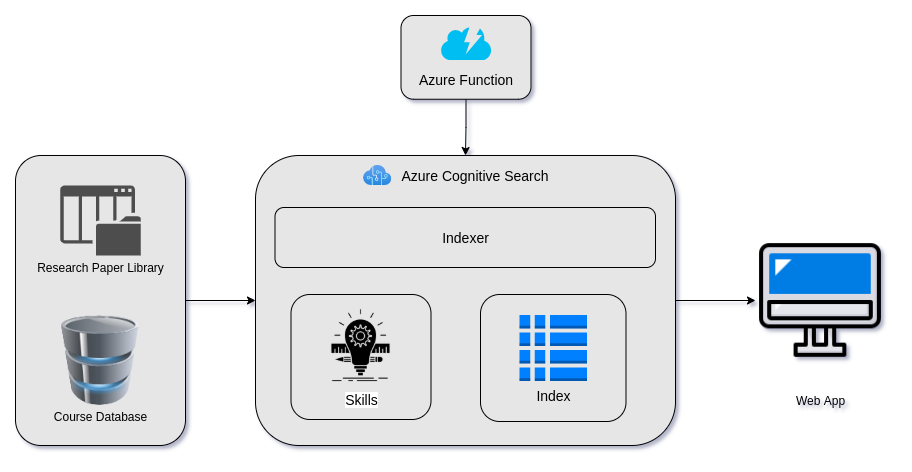 Azure Function
Azure Cognitive Search
Indexer
Research Paper Library
Course Database
Skills
Index
Web App